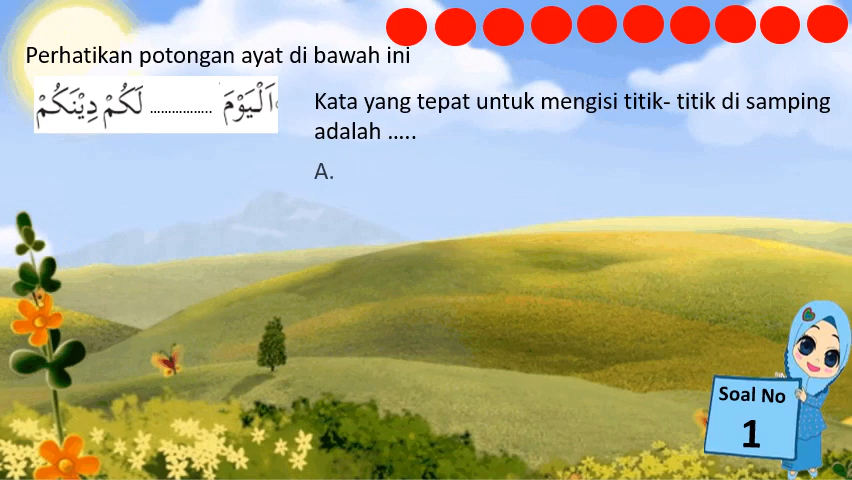 Perhatikan potongan ayat di bawah ini
اَلْيَوْمَ ................. لَكُمْ دِيْنَكُمْ
Kata yang tepat untuk mengisi titik- titik di samping
adalah …..
A.
Soal No
1